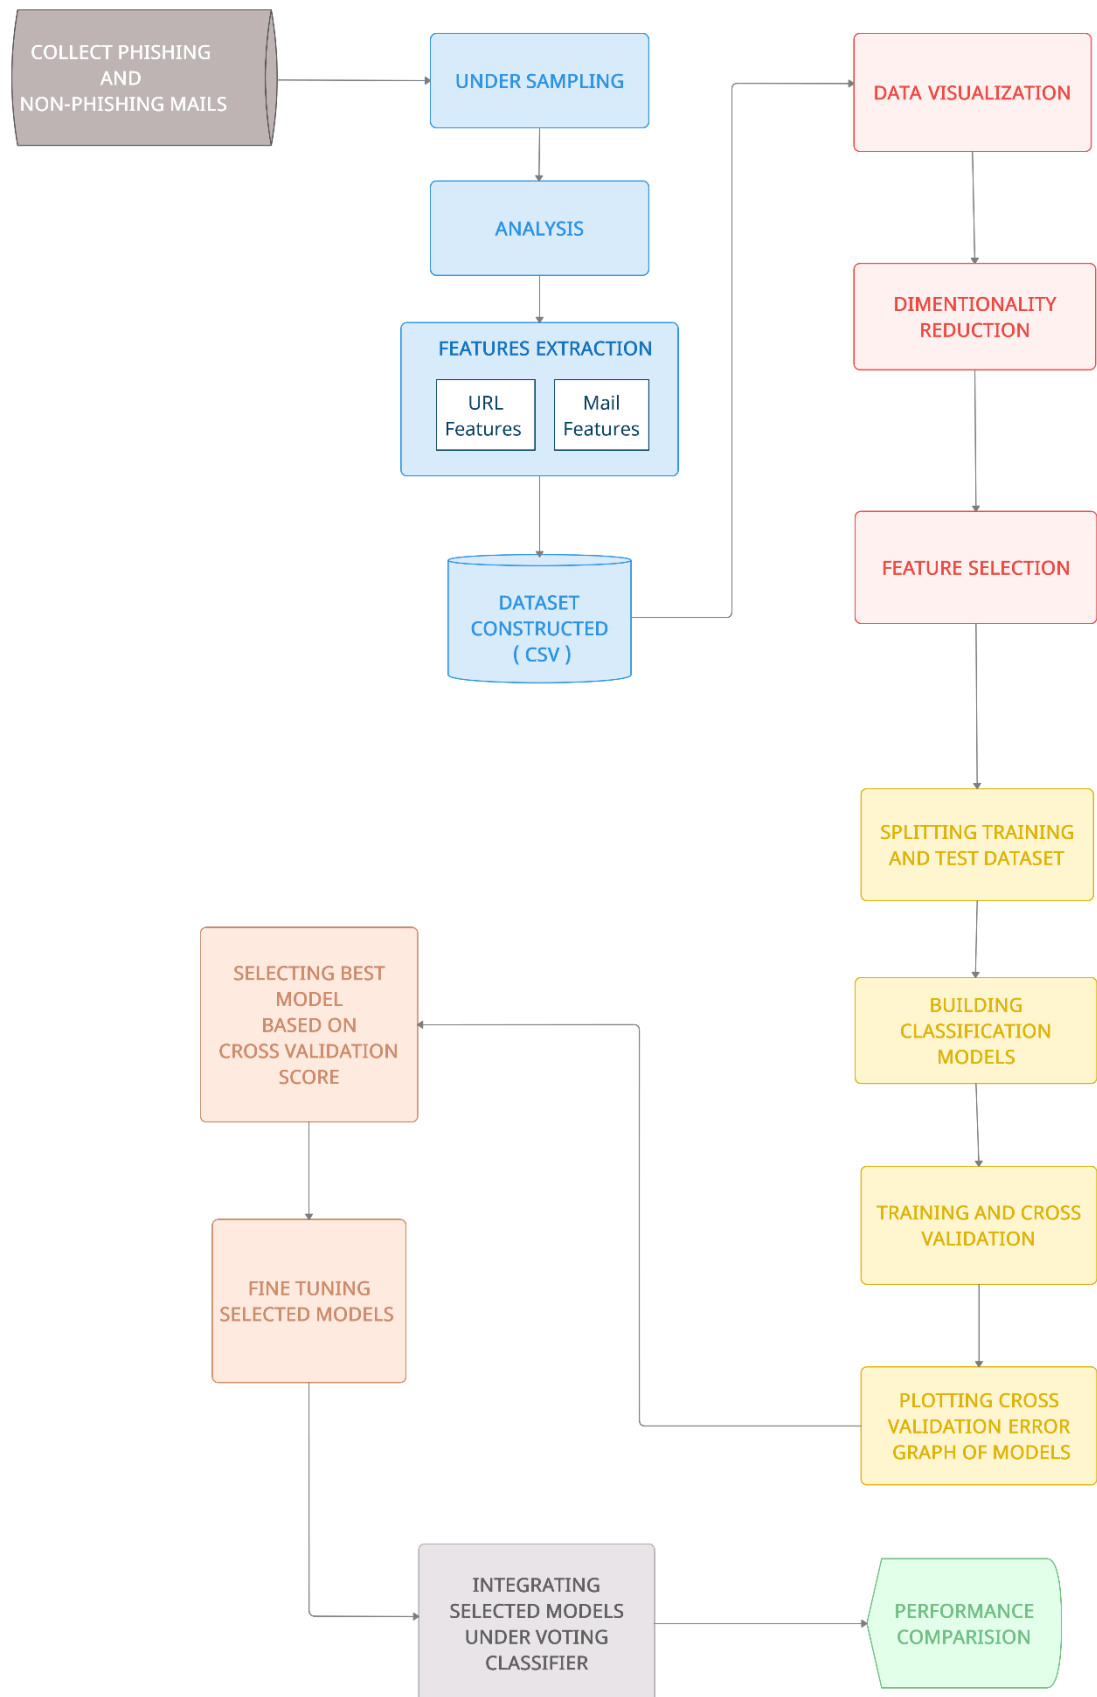 COLLECT PHISHING
AND
NON-PHISHING MAILS
UNDER SAMPLING
ANALYSIS
FEATURES EXTRACTION
URL
Features
Mail
Features
DATASET
CONSTRUCTED
( CSV )
DATA VISUALIZATION
DIMENTIONALITY
REDUCTION
FEATURE SELECTION
SPLITTING TRAINING
AND TEST DATASET
BUILDING
CLASSIFICATION
MODELS
TRAINING AND CROSS
VALIDATION
PLOTTING CROSS
VALIDATION ERROR
GRAPH OF MODELS
SELECTING BEST
MODEL
BASED ON
CROSS VALIDATION
SCORE
FINE TUNING
SELECTED MODELS
INTEGRATING
SELECTED MODELS
UNDER VOTING
CLASSIFIER
PERFORMANCE
COMPARISION